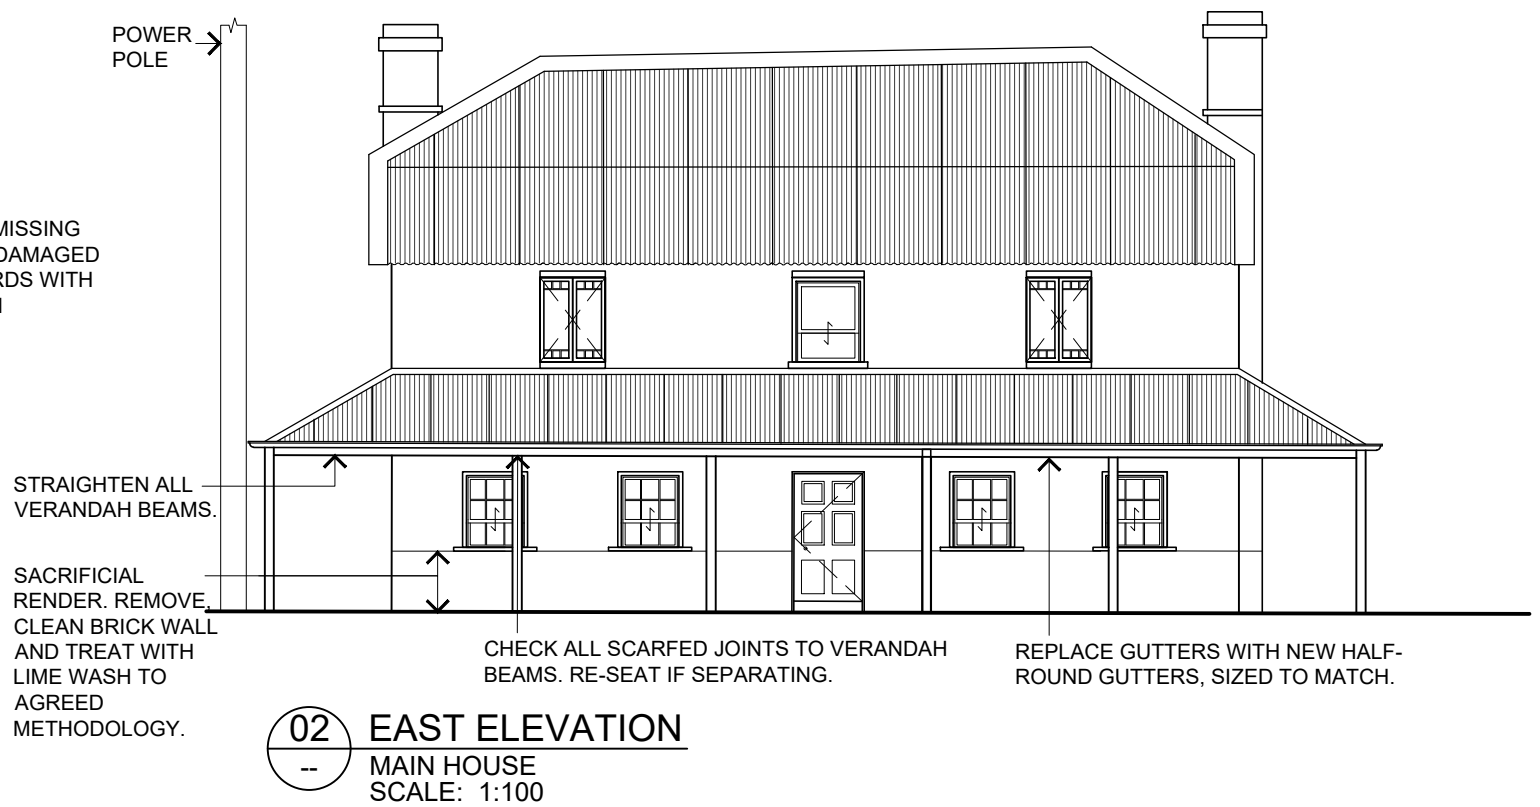 POWER
POLE
MISSING
DAMAGED
WITH
STRAIGHTEN ALL
VERANDAH BEAMS.
SACRIFICIAL
RENDER. REMOVE,
CLEAN BRICK WALL
AND TREAT WITH
LIME WASH TO
AGREED
METHODOLOGY.
CHECK ALL SCARFED JOINTS TO VERANDAH
BEAMS. RE-SEAT IF SEPARATING.
REPLACE GUTTERS WITH NEW HALF-
ROUND GUTTERS, SIZED TO MATCH.
02
--
EAST ELEVATION
MAIN HOUSE
SCALE: 1:100